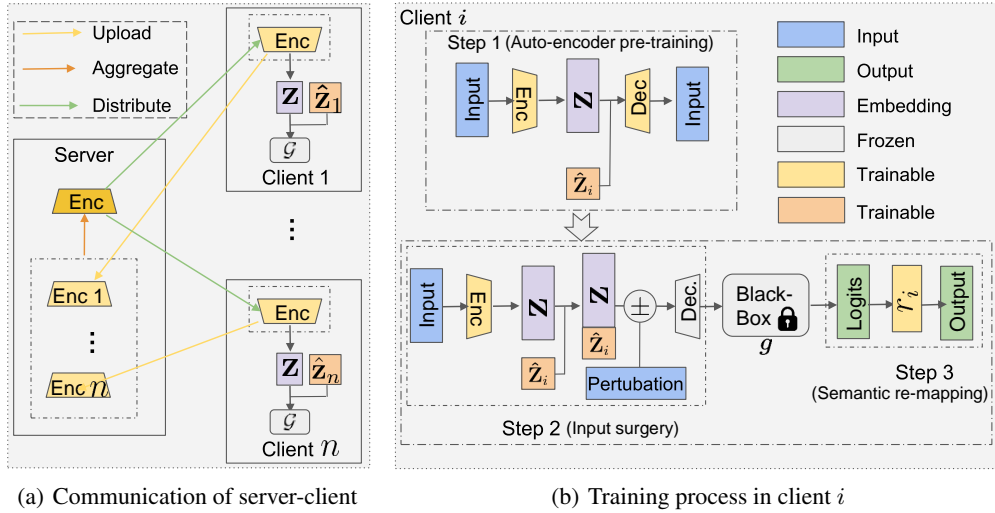 Upload
Aggregate
Distribute
Server
Enc
Enc 1
⋮
Enc n
Enc
Z Ẑ₁
𝒢
Client 1
⋮
Enc
Z Ẑₙ
𝒢
Client n
(a) Communication of server-client
Client i
Step 1 (Auto-encoder pre-training)
Input
Enc
Z
Dec
Input
Ẑᵢ
Input
Output
Embedding
Frozen
Trainable
Trainable
Input
Enc
Z
Ẑᵢ
Z
Ẑᵢ
±
Pertubation
Dec.
Black-
Box
g
Logits
rᵢ
Output
Step 3
(Semantic re-mapping)
Step 2 (Input surgery)
(b) Training process in client i